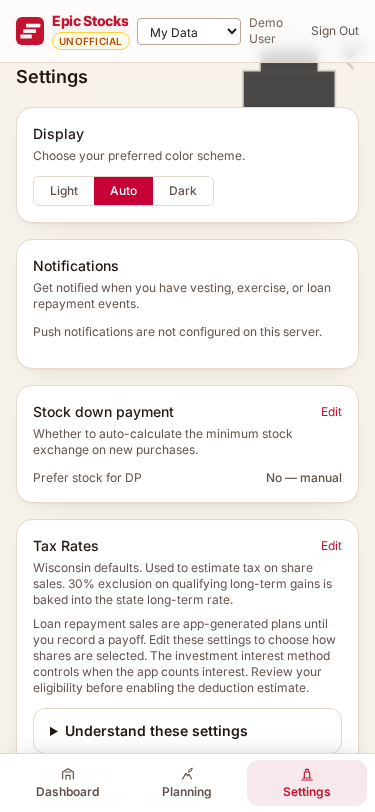 Epic Stocks
UNOFFICIAL
My Data
Demo
User
Sign Out
Settings
Display
Choose your preferred color scheme.
Light
Auto
Dark
Notifications
Get notified when you have vesting, exercise, or loan
repayment events.
Push notifications are not configured on this server.
Stock down payment
Edit
Whether to auto-calculate the minimum stock
exchange on new purchases.
Prefer stock for DP
No — manual
Tax Rates
Edit
Wisconsin defaults. Used to estimate tax on share
sales. 30% exclusion on qualifying long-term gains is
baked into the state long-term rate.
Loan repayment sales are app-generated plans until
you record a payoff. Edit these settings to choose how
shares are selected. The investment interest method
controls when the app counts interest. Review your
eligibility before enabling the deduction estimate.
Understand these settings
Dashboard
Planning
Settings